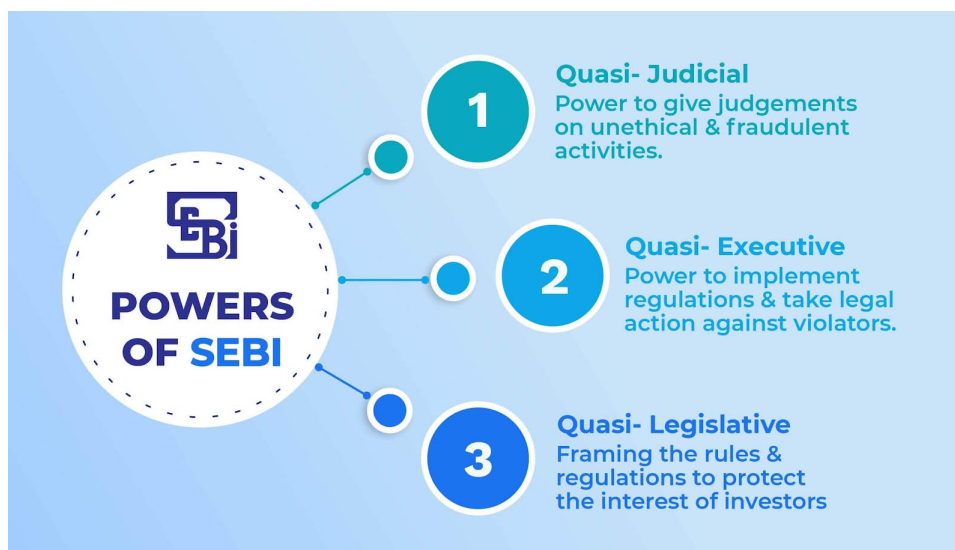 SEBi
POWERS
OF SEBI
1
Quasi- Judicial
Power to give judgements
on unethical & fraudulent
activities.
2
Quasi- Executive
Power to implement
regulations & take legal
action against violators.
3
Quasi- Legislative
Framing the rules &
regulations to protect
the interest of investors